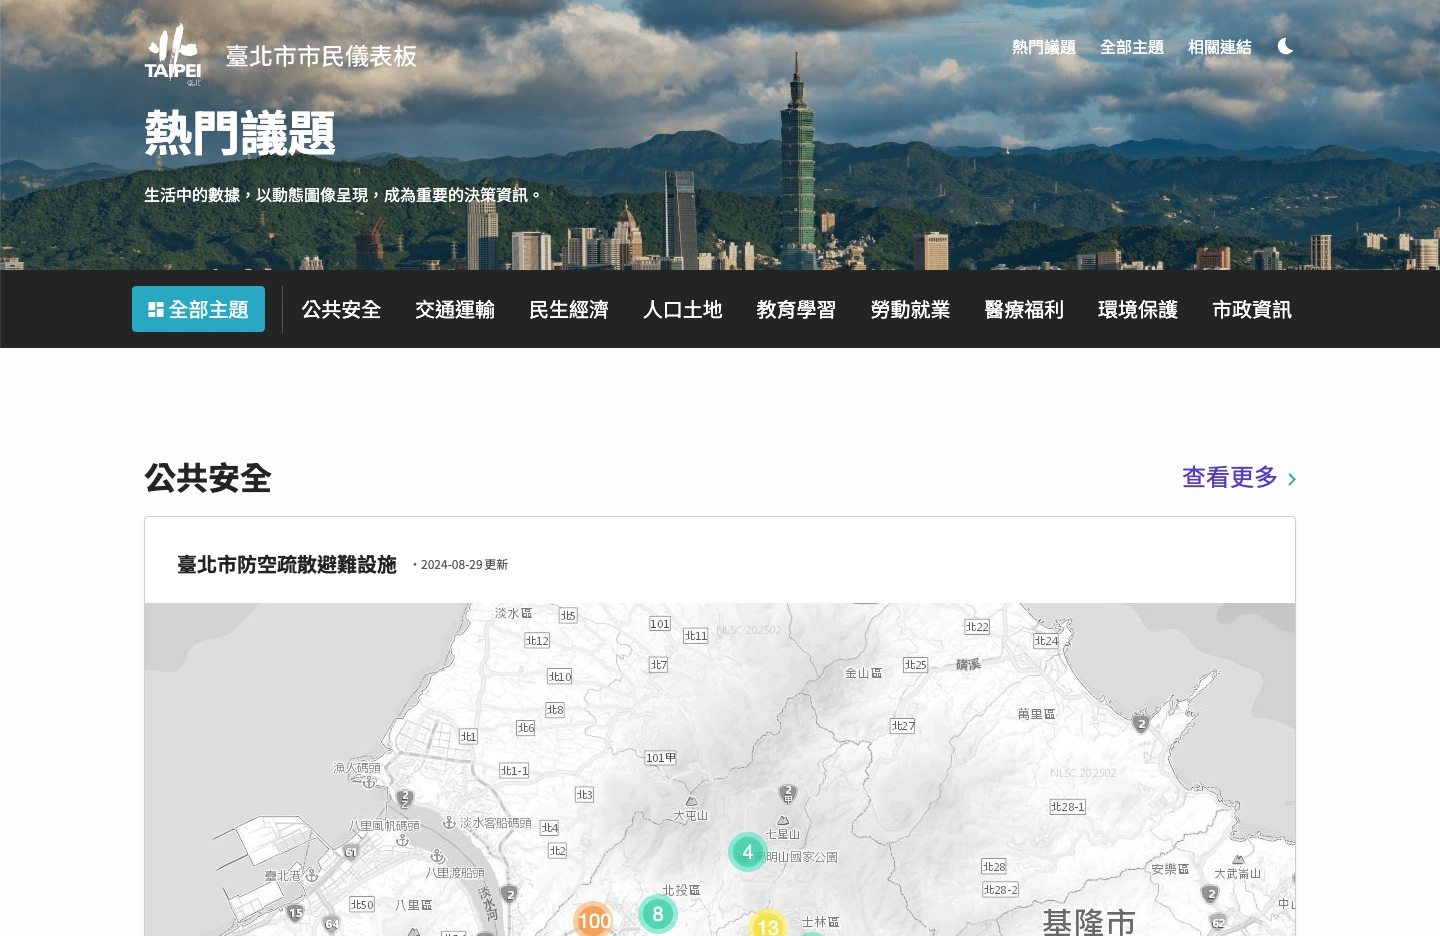 TAIPEI
臺北
臺北市市民儀表板
熱門議題
全部主題
相關連結
熱門議題
生活中的數據，以動態圖像呈現，成為重要的決策資訊。
全部主題
公共安全
交通運輸
民生經濟
人口土地
教育學習
勞動就業
醫療福利
環境保護
市政資訊
公共安全
查看更多
臺北市防空疏散避難設施
・2024-08-29更新
淡水區
北5
101
北11
NLSC 202502
北22
北24
北12
北7
金山區
北25
磺溪
北10
北8
萬里區
北6
北27
2
北1
101甲
北1-1
漁人碼頭
NLSC 202502
2
乙
北3
2
甲
大屯山
北28-1
八里風帆碼頭
淡水客船碼頭
北4
七星山
61
北2
4
明山國家公園
臺北港
八里渡船頭
北28
安樂區
大武崙山
淡水河
2
北投區
北28-2
2
15
北50
八里區
8
64
100
13
士林區
基隆市
62